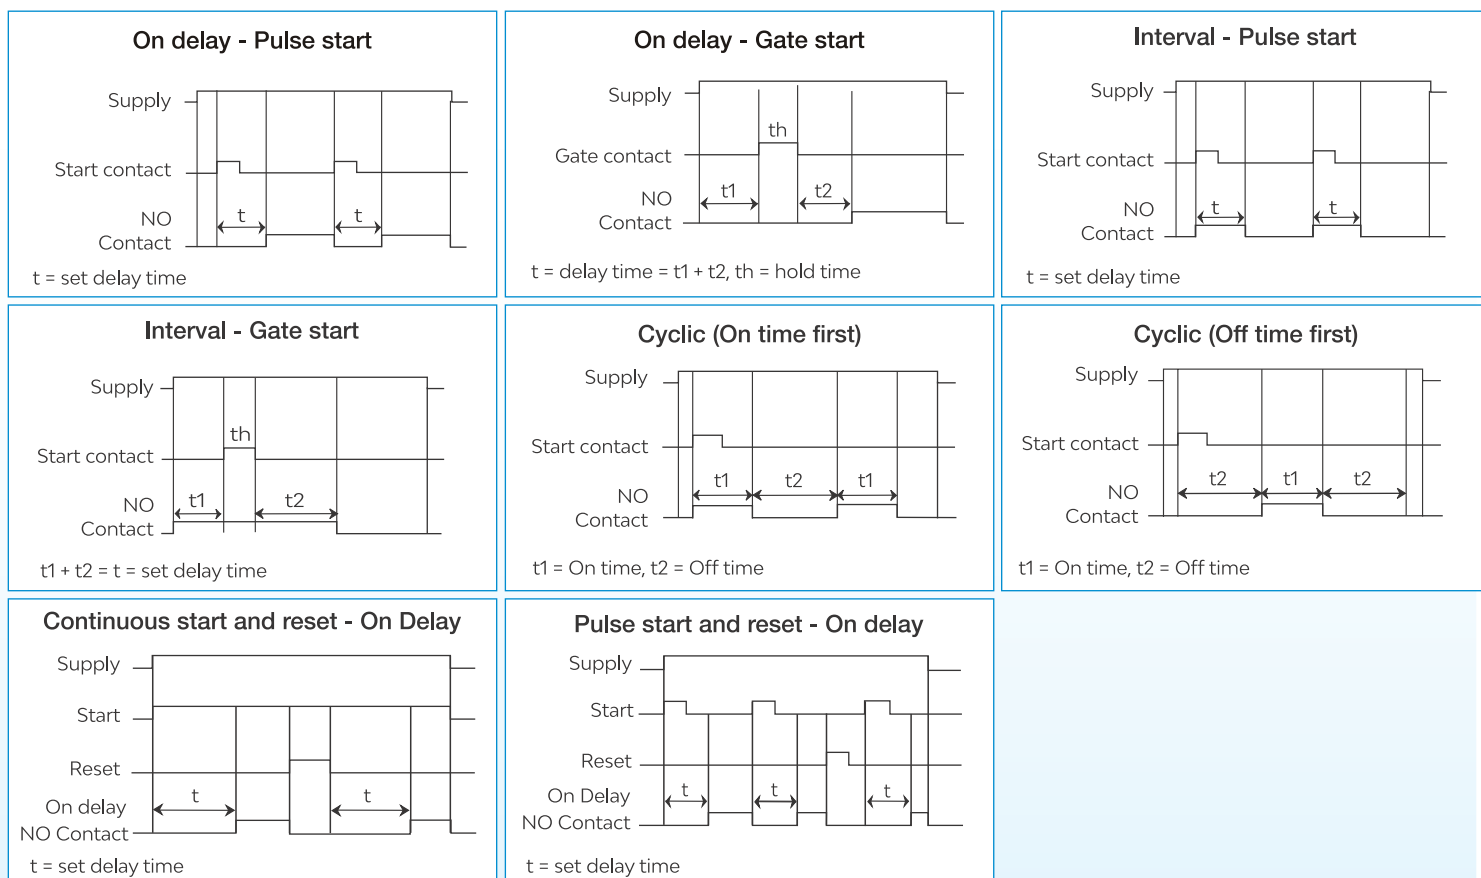 On delay - Pulse start
Supply
Start contact
NO
Contact
t
t
t = set delay time
On delay - Gate start
Supply
th
Gate contact
t1
t2
NO
Contact
t = delay time = t1 + t2, th = hold time
Interval - Pulse start
Supply
Start contact
NO
Contact
t
t
t = set delay time
Interval - Gate start
Supply
th
Start contact
t1
t2
NO
Contact
t1 + t2 = t = set delay time
Cyclic (On time first)
Supply
Start contact
t1
t2
t1
NO
Contact
t1 = On time, t2 = Off time
Cyclic (Off time first)
Supply
Start contact
t2
t1
t2
NO
Contact
t1 = On time, t2 = Off time
Continuous start and reset - On Delay
Supply
Start
Reset
t
t
On delay
NO Contact
t = set delay time
Pulse start and reset - On delay
Supply
Start
Reset
t
t
t
On Delay
NO Contact
t = set delay time